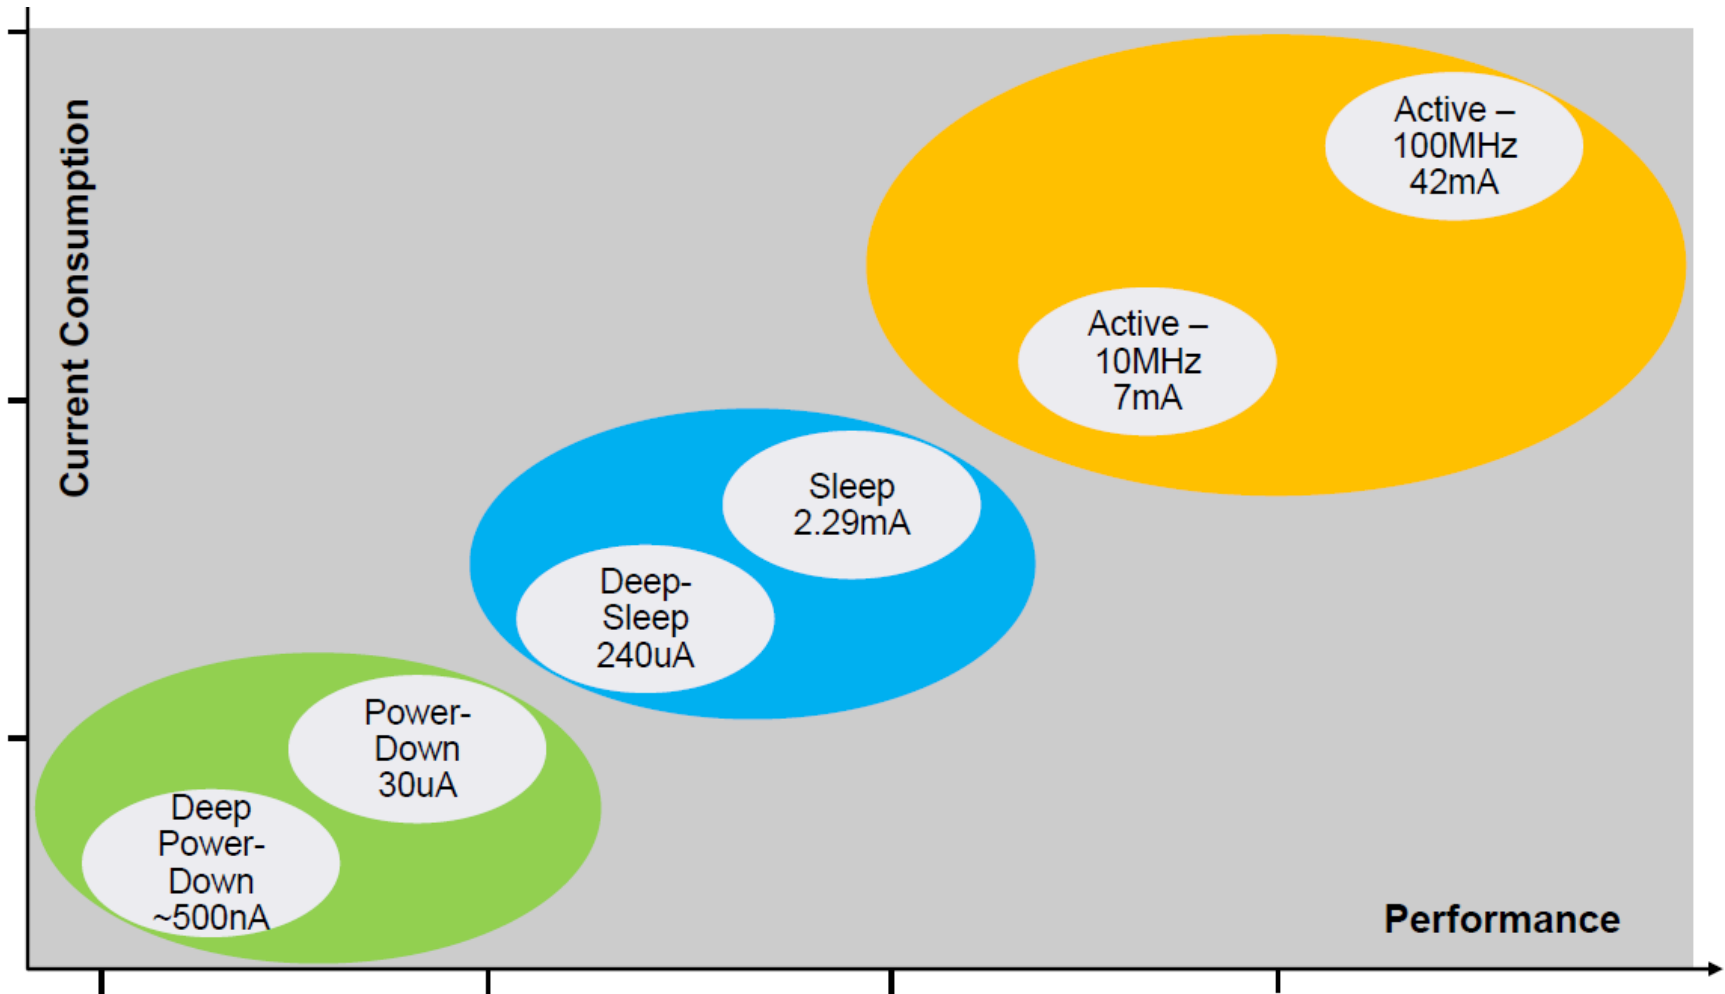 Current Consumption
Active –
100MHz
42mA
Active –
10MHz
7mA
Sleep
2.29mA
Deep-
Sleep
240uA
Power-
Down
30uA
Deep
Power-
Down
~500nA
Performance